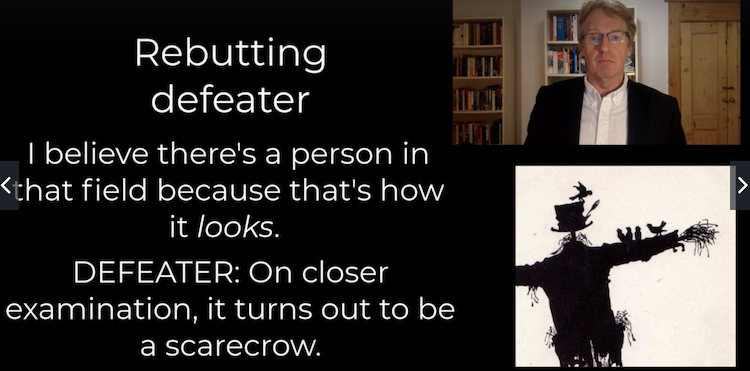 Rebutting
defeater
I believe there's a person in
that field because that's how
it looks.
DEFEATER: On closer
examination, it turns out to be
a scarecrow.